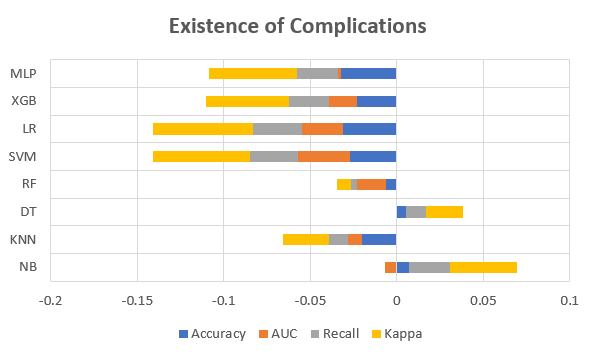 Existence of Complications
MLP
XGB
LR
SVM
RF
DT
KNN
NB
-0.2 -0.15 -0.1 -0.05 0 0.05 0.1
Accuracy AUC Recall Kappa